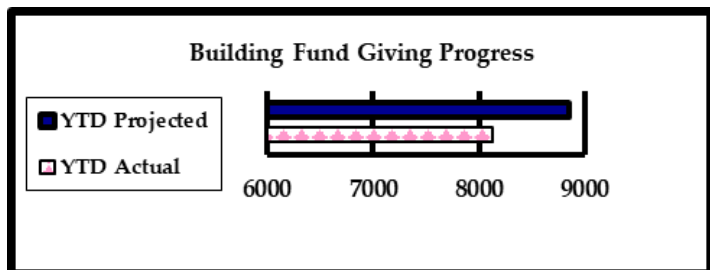 Building Fund Giving Progress
YTD Projected
YTD Actual
6000 7000 8000 9000